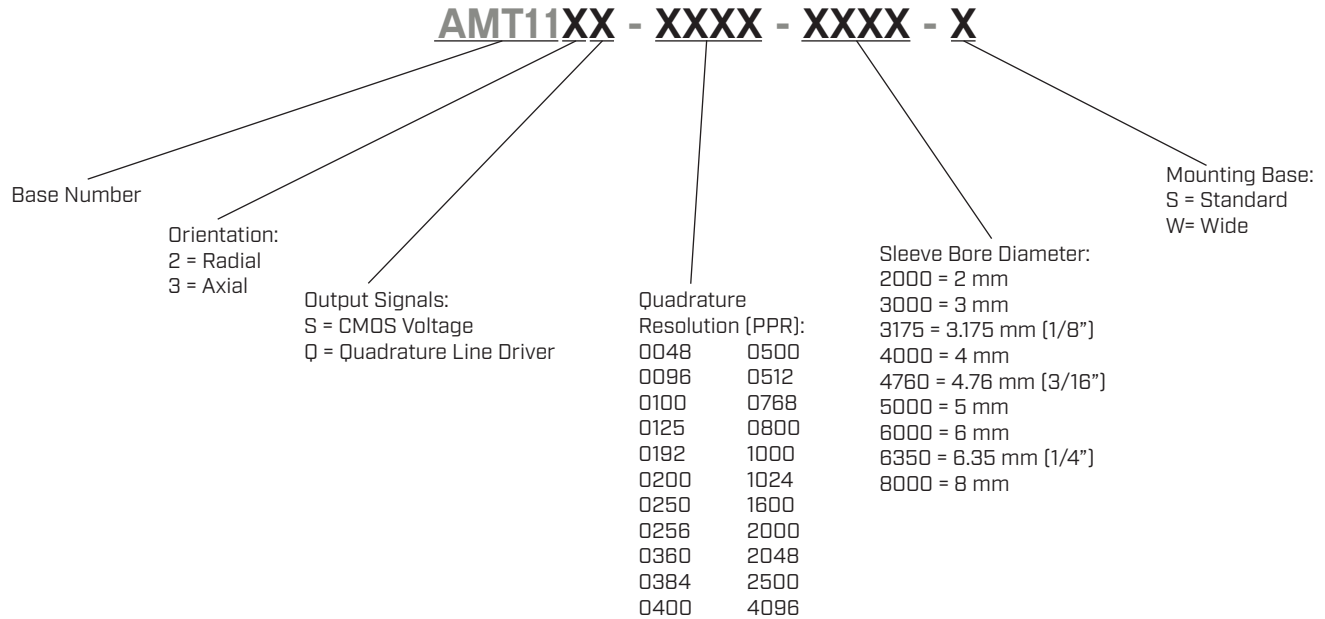 AMT11XX - XXXX - XXXX - X
Base Number
Orientation:
2 = Radial
3 = Axial
Output Signals:
S = CMOS Voltage
Q = Quadrature Line Driver
Quadrature
Resolution (PPR):
0048 0500
0096 0512
0100 0768
0125 0800
0192 1000
0200 1024
0250 1600
0256 2000
0360 2048
0384 2500
0400 4096
Sleeve Bore Diameter:
2000 = 2 mm
3000 = 3 mm
3175 = 3.175 mm (1/8”)
4000 = 4 mm
4760 = 4.76 mm (3/16”)
5000 = 5 mm
6000 = 6 mm
6350 = 6.35 mm (1/4”)
8000 = 8 mm
Mounting Base:
S = Standard
W= Wide